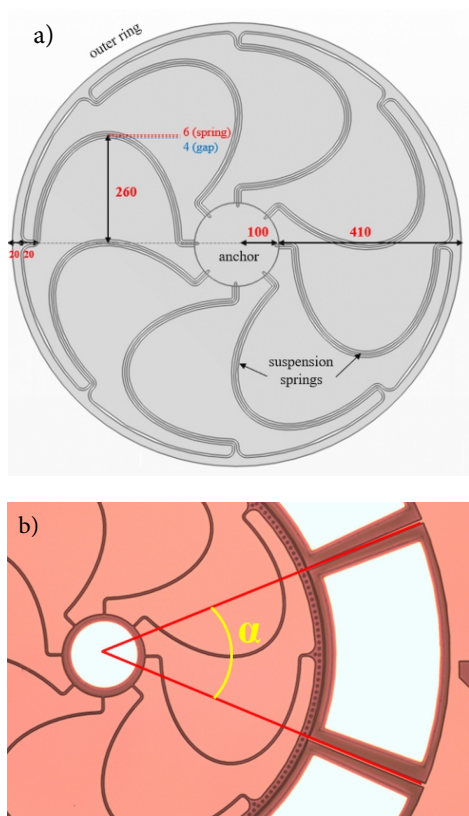 a)
outer ring
6 (spring)
4 (gap)
260
100
410
20
20
anchor
suspension
springs
b)
α